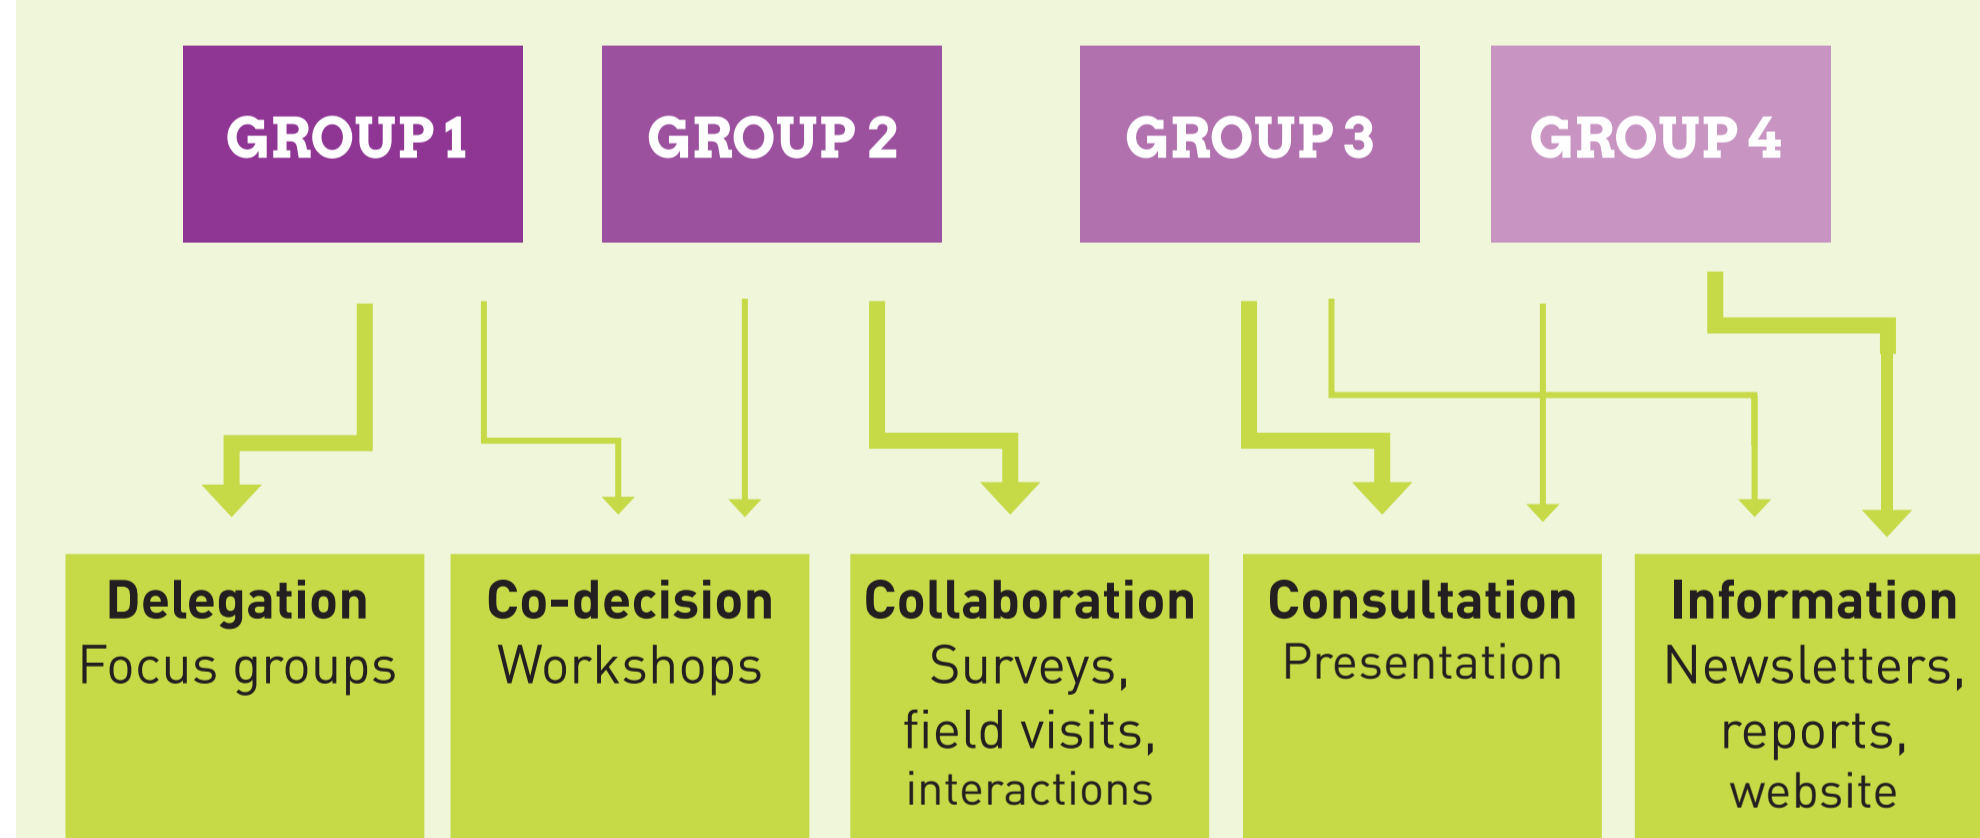 GROUP 1
GROUP 2
GROUP 3
GROUP 4
Delegation
Focus groups
Co-decision
Workshops
Collaboration
Surveys,
field visits,
interactions
Consultation
Presentation
Information
Newsletters,
reports,
website